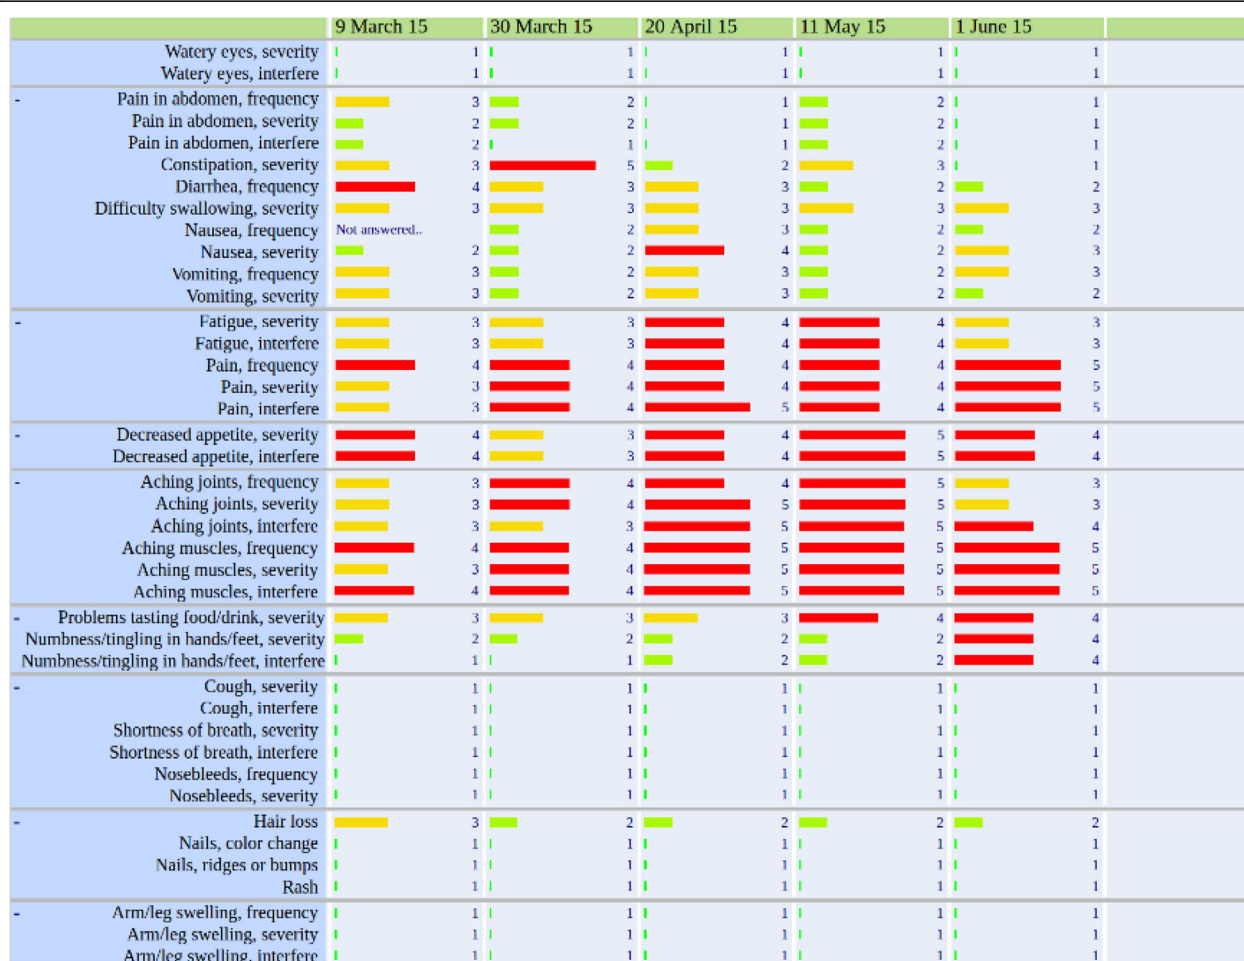 9 March 15 30 March 15 20 April 15 11 May 15 1 June 15
Watery eyes, severity 1 1 1 1 1
Watery eyes, interfere 1 1 1 1 1
- Pain in abdomen, frequency 3 2 1 2 1
Pain in abdomen, severity 2 2 1 2 1
Pain in abdomen, interfere 2 1 1 2 1
Constipation, severity 3 5 2 3 1
Diarrhea, frequency 4 3 3 2 2
Difficulty swallowing, severity 3 3 3 3 3
Nausea, frequency Not answered.. 2 3 2 2
Nausea, severity 2 2 4 2 3
Vomiting, frequency 3 2 3 2 3
Vomiting, severity 3 2 3 2 2
- Fatigue, severity 3 3 4 4 3
Fatigue, interfere 3 3 4 4 3
Pain, frequency 4 4 4 4 5
Pain, severity 3 4 4 4 5
Pain, interfere 3 4 5 4 5
- Decreased appetite, severity 4 3 4 5 4
Decreased appetite, interfere 4 3 4 5 4
- Aching joints, frequency 3 4 4 5 3
Aching joints, severity 3 4 5 5 3
Aching joints, interfere 3 3 5 5 4
Aching muscles, frequency 4 4 5 5 5
Aching muscles, severity 3 4 5 5 5
Aching muscles, interfere 4 4 5 5 5
- Problems tasting food/drink, severity 3 3 3 4 4
Numbness/tingling in hands/feet, severity 2 2 2 2 4
Numbness/tingling in hands/feet, interfere 1 1 2 2 4
- Cough, severity 1 1 1 1 1
Cough, interfere 1 1 1 1 1
Shortness of breath, severity 1 1 1 1 1
Shortness of breath, interfere 1 1 1 1 1
Nosebleeds, frequency 1 1 1 1 1
Nosebleeds, severity 1 1 1 1 1
- Hair loss 3 2 2 2 2
Nails, color change 1 1 1 1 1
Nails, ridges or bumps 1 1 1 1 1
Rash 1 1 1 1 1
- Arm/leg swelling, frequency 1 1 1 1 1
Arm/leg swelling, severity 1 1 1 1 1
Arm/leg swelling, interfere 1 1 1 1 1